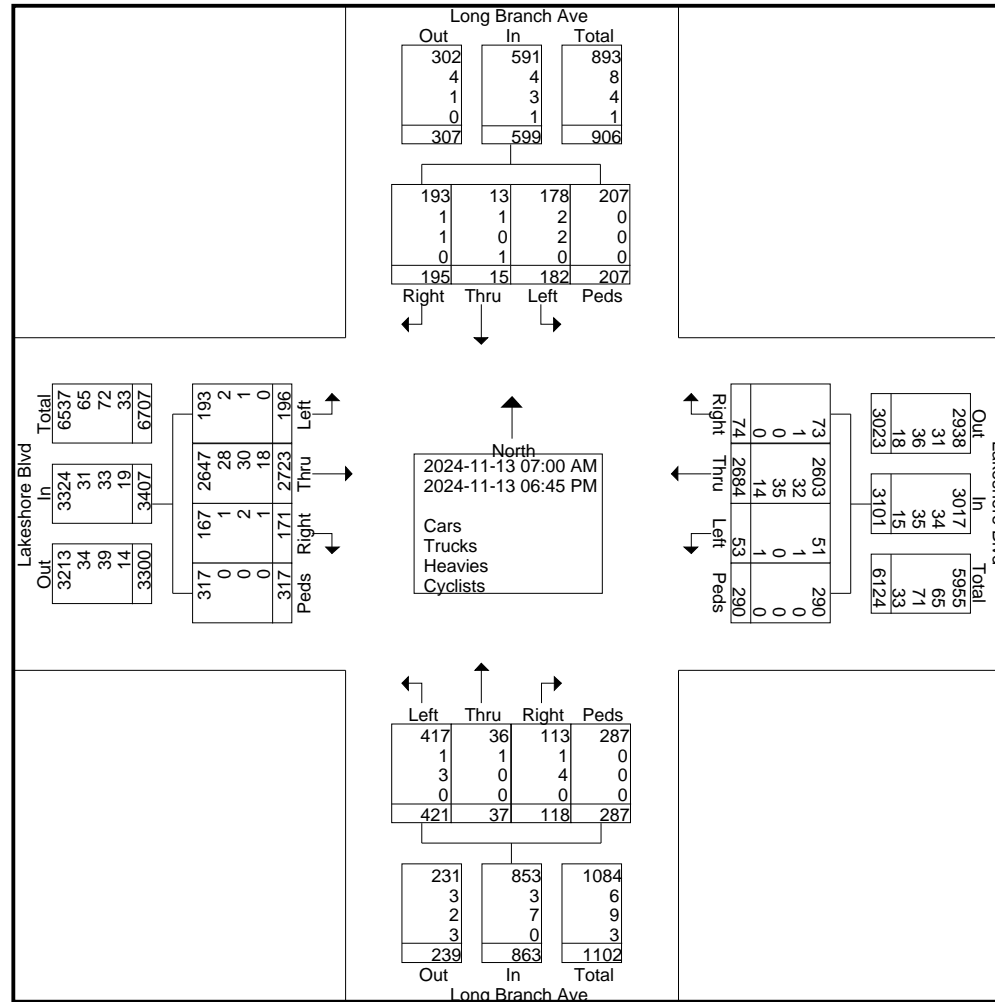 Long Branch Ave
Out In Total
302 591 893
4 4 8
1 3 4
0 1 1
307 599 906
193 13 178 207
1 1 2 0
1 0 2 0
0 1 0 0
195 15 182 207
Right Thru Left Peds
Lakeshore Blvd
Total In Out
6537 3324 3213
65 31 34
72 33 39
33 19 14
6707 3407 3300
Left Thru Right Peds
193 2647 167 317
2 28 1 0
1 30 2 0
0 18 1 0
196 2723 171 317
North
2024-11-13 07:00 AM
2024-11-13 06:45 PM
Cars
Trucks
Heavies
Cyclists
Right Thru Left Peds
73 2603 51 290
1 32 1 0
0 35 0 0
0 14 1 0
74 2684 53 290
Out In Total
2938 3017 5955
31 34 65
36 35 71
18 15 33
3023 3101 6124
Left Thru Right Peds
417 36 113 287
1 1 1 0
3 0 4 0
0 0 0 0
421 37 118 287
231 853 1084
3 3 6
2 7 9
3 0 3
239 863 1102
Out In Total
Long Branch Ave